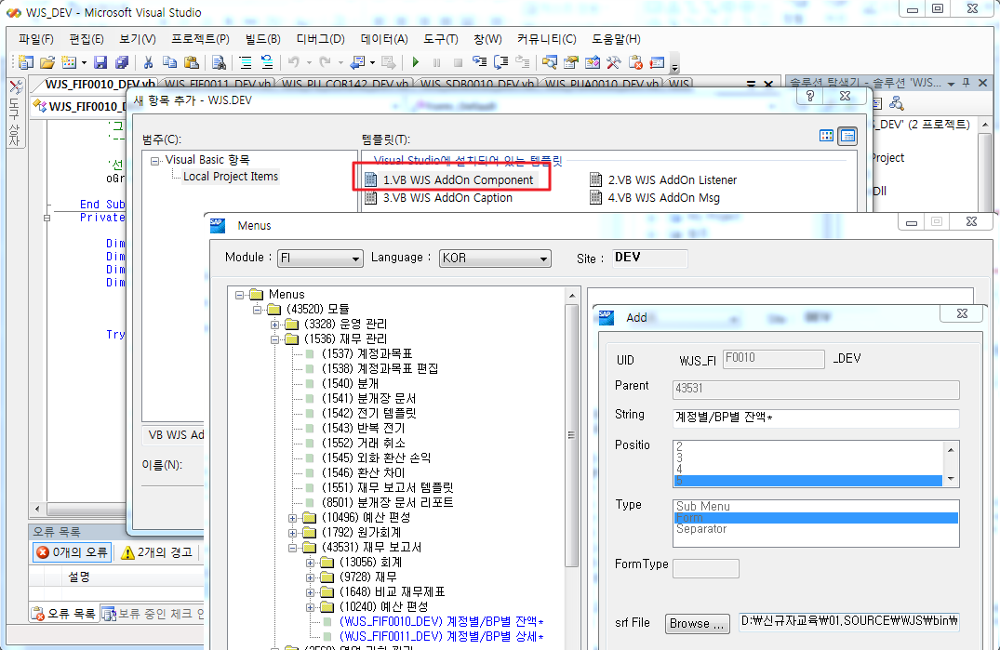 WJS_DEV - Microsoft Visual Studio
파일(F) 편집(E) 보기(V) 프로젝트(P) 빌드(B) 디버그(D) 데이터(A) 도구(T) 창(W) 커뮤니티(C) 도움말(H)
WJS_FIF0010_DEV.vb WJS_FIF0011_DEV.vb WJS_PU_COR142_DEV.vb WJS_SDB0010_DEV.vb WJS_PUA0010_DEV.vb WJS
솔루션 탐색기 - 솔루션 'WJS...
도구 상자
WJS_FIF0010_D
_DEV' (2 프로젝트)
Project
Dll
'그
'--
'선
oGr
End Sub
Private
Dim
Dim
Dim
Dim
Try
새 항목 추가 - WJS.DEV
범주(C):
템플릿(T):
Visual Basic 항목
Local Project Items
Visual Studio에 설치되어 있는 템플릿
1.VB WJS AddOn Component
2.VB WJS AddOn Listener
3.VB WJS AddOn Caption
4.VB WJS AddOn Msg
VB WJS Ad
이름(N):
오류 목록
0개의 오류 2개의 경고
설명
오류 목록 보류 중인 체크 인
SAP Menus
Module : FI Language : KOR Site : DEV
Menus
(43520) 모듈
(3328) 운영 관리
(1536) 재무 관리
(1537) 계정과목표
(1538) 계정과목표 편집
(1540) 분개
(1541) 분개장 문서
(1542) 전기 템플릿
(1543) 반복 전기
(1552) 거래 취소
(1545) 외화 환산 손익
(1546) 환산 차미
(1551) 재무 보고서 템플릿
(8501) 분개장 문서 리포트
(10496) 예산 편성
(1792) 원가회계
(43531) 재무 보고서
(13056) 회계
(9728) 재무
(1648) 비교 재무제표
(10240) 예산 편성
(WJS_FIF0010_DEV) 계정별/BP별 잔액*
(WJS_FIF0011_DEV) 계정별/BP별 상세*
SAP Add
UID WJS_FI F0010 _DEV
Parent 43531
String 계정별/BP별 잔액*
Positio 2
3
4
5
Type Sub Menu
Form
Separator
FormType
srf File Browse ... D:₩신규자교육₩01.SOURCE₩WJS₩bin₩